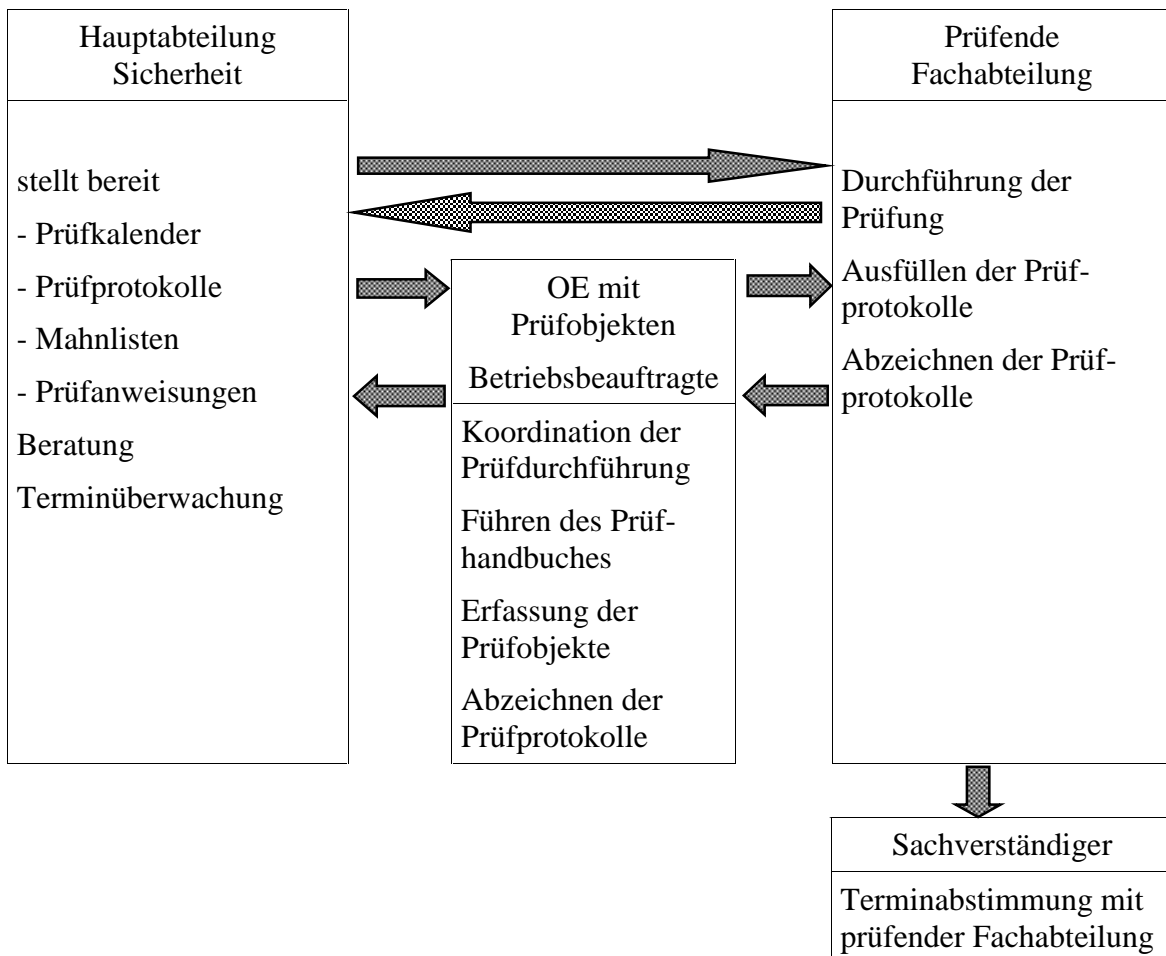 Hauptabteilung
Sicherheit
stellt bereit
- Prüfkalender
- Prüfprotokolle
- Mahnlisten
- Prüfanweisungen
Beratung
Terminüberwachung
OE mit
Prüfobjekten
Betriebsbeauftragte
Koordination der
Prüfdurchführung
Führen des Prüf-
handbuches
Erfassung der
Prüfobjekte
Abzeichnen der
Prüfprotokolle
Prüfende
Fachabteilung
Durchführung der
Prüfung
Ausfüllen der Prüf-
protokolle
Abzeichnen der Prüf-
protokolle
Sachverständiger
Terminabstimmung mit
prüfender Fachabteilung